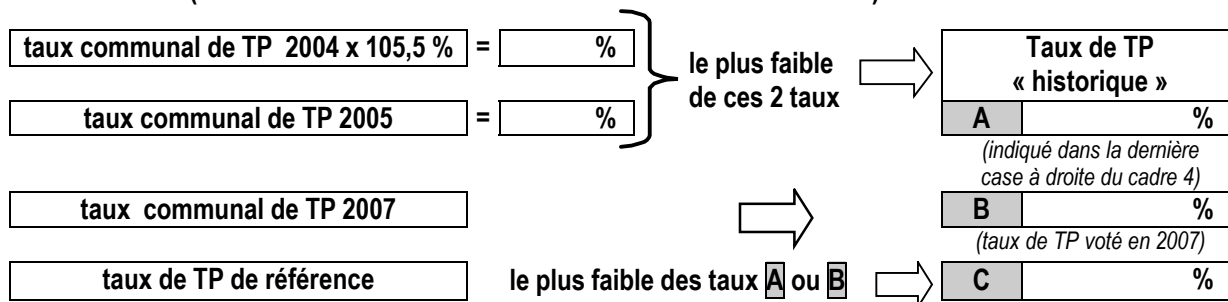 taux communal de TP 2004 x 105,5 % = %
le plus faible
de ces 2 taux
Taux de TP
« historique »
taux communal de TP 2005 = %
A %
(indiqué dans la dernière
case à droite du cadre 4)
taux communal de TP 2007
B %
(taux de TP voté en 2007)
taux de TP de référence
le plus faible des taux A ou B
C %